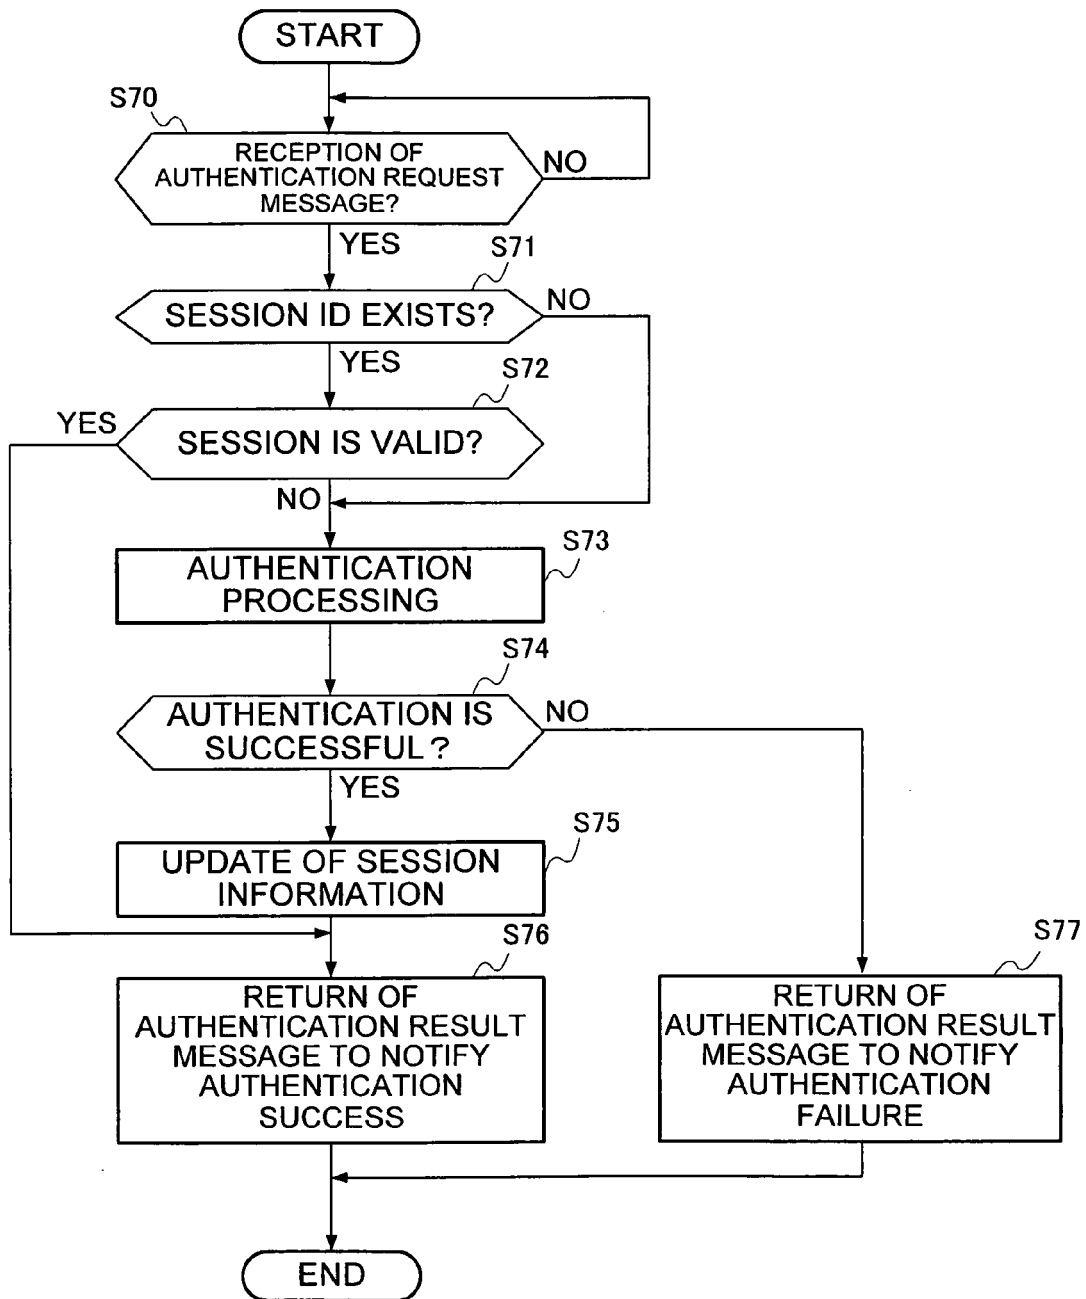 START
S70
RECEPTION OF
AUTHENTICATION REQUEST
MESSAGE?
NO
YES
S71
SESSION ID EXISTS?
NO
YES
S72
YES
SESSION IS VALID?
NO
S73
AUTHENTICATION
PROCESSING
S74
AUTHENTICATION IS
SUCCESSFUL?
NO
YES
S75
UPDATE OF SESSION
INFORMATION
S76
RETURN OF
AUTHENTICATION RESULT
MESSAGE TO NOTIFY
AUTHENTICATION
SUCCESS
S77
RETURN OF
AUTHENTICATION RESULT
MESSAGE TO NOTIFY
AUTHENTICATION
FAILURE
END